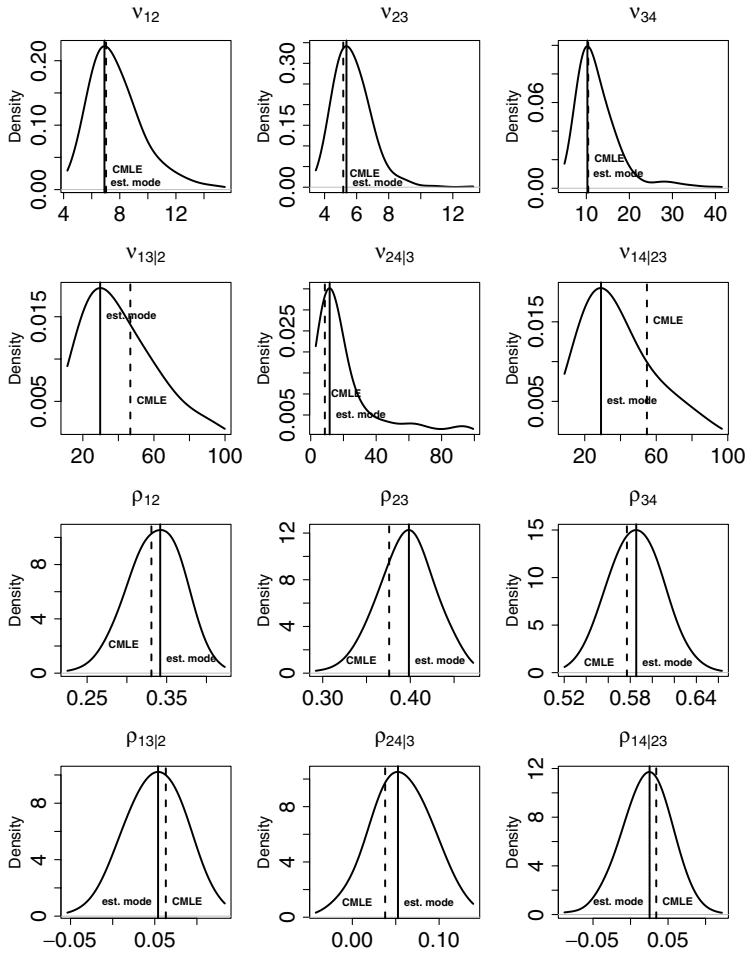 ν12 ν23 ν34
Density 0.00 0.10 0.20 4 8 12 CMLE est. mode
Density 0.00 0.15 0.30 4 6 8 12 CMLE est. mode
Density 0.00 0.06 10 20 30 40 CMLE est. mode
ν13|2 ν24|3 ν14|23
Density 0.005 0.015 20 60 100 est. mode CMLE
Density 0.005 0.025 0 40 80 CMLE est. mode
Density 0.005 0.015 20 60 100 CMLE est. mode
ρ12 ρ23 ρ34
Density 0 4 8 0.25 0.35 CMLE est. mode
Density 0 4 8 12 0.30 0.40 CMLE est. mode
Density 0 5 10 15 0.52 0.58 0.64 CMLE est. mode
ρ13|2 ρ24|3 ρ14|23
Density 0 4 8 −0.05 0.05 est. mode CMLE
Density 0 4 8 0.00 0.10 CMLE est. mode
Density 0 4 8 12 −0.05 0.05 est. mode CMLE